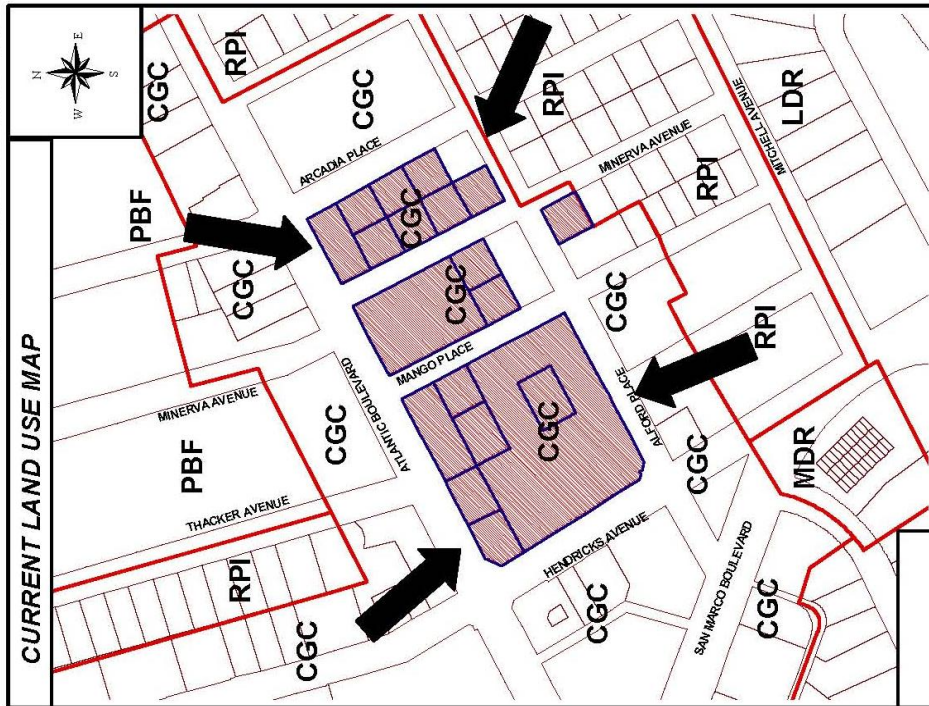 CURRENT LAND USE MAP
N
E
S
W
CGC
RPI
PBF
CGC
ARCADIA PLACE
RPI
LDR
MITCHELL AVENUE
MINERVA AVENUE
RPI
CGC
CGC
CGC
CGC
RPI
MINERVA AVENUE
MANGO PLACE
ATLANTIC BOULEVARD
CGC
CGC
ALFORD PLACE
PBF
CGC
MDR
THACKER AVENUE
HENDRICKS AVENUE
SAN MARCO BOULEVARD
RPI
CGC
CGC
CGC